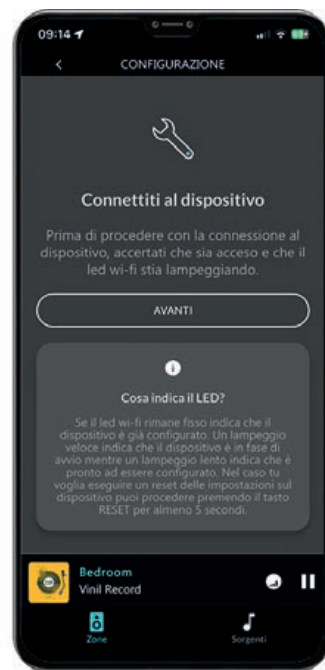 09:14
CONFIGURAZIONE
Connettiti al dispositivo
Prima di procedere con la connessione al
dispositivo, accertati che sia acceso e che il
led wi-fi stia lampeggiando.
AVANTI
Cosa indica il LED?
Se il led wi-fi rimane fisso indica che il
dispositivo è già configurato. Un lampeggio
veloce indica che il dispositivo è in fase di
avvio mentre un lampeggio lento indica che è
pronto ad essere configurato. Nel caso tu
voglia eseguire un reset delle impostazioni sul
dispositivo puoi procedere premendo il tasto
RESET per almeno 5 secondi.
Bedroom
Vinil Record
Zone
Sorgenti